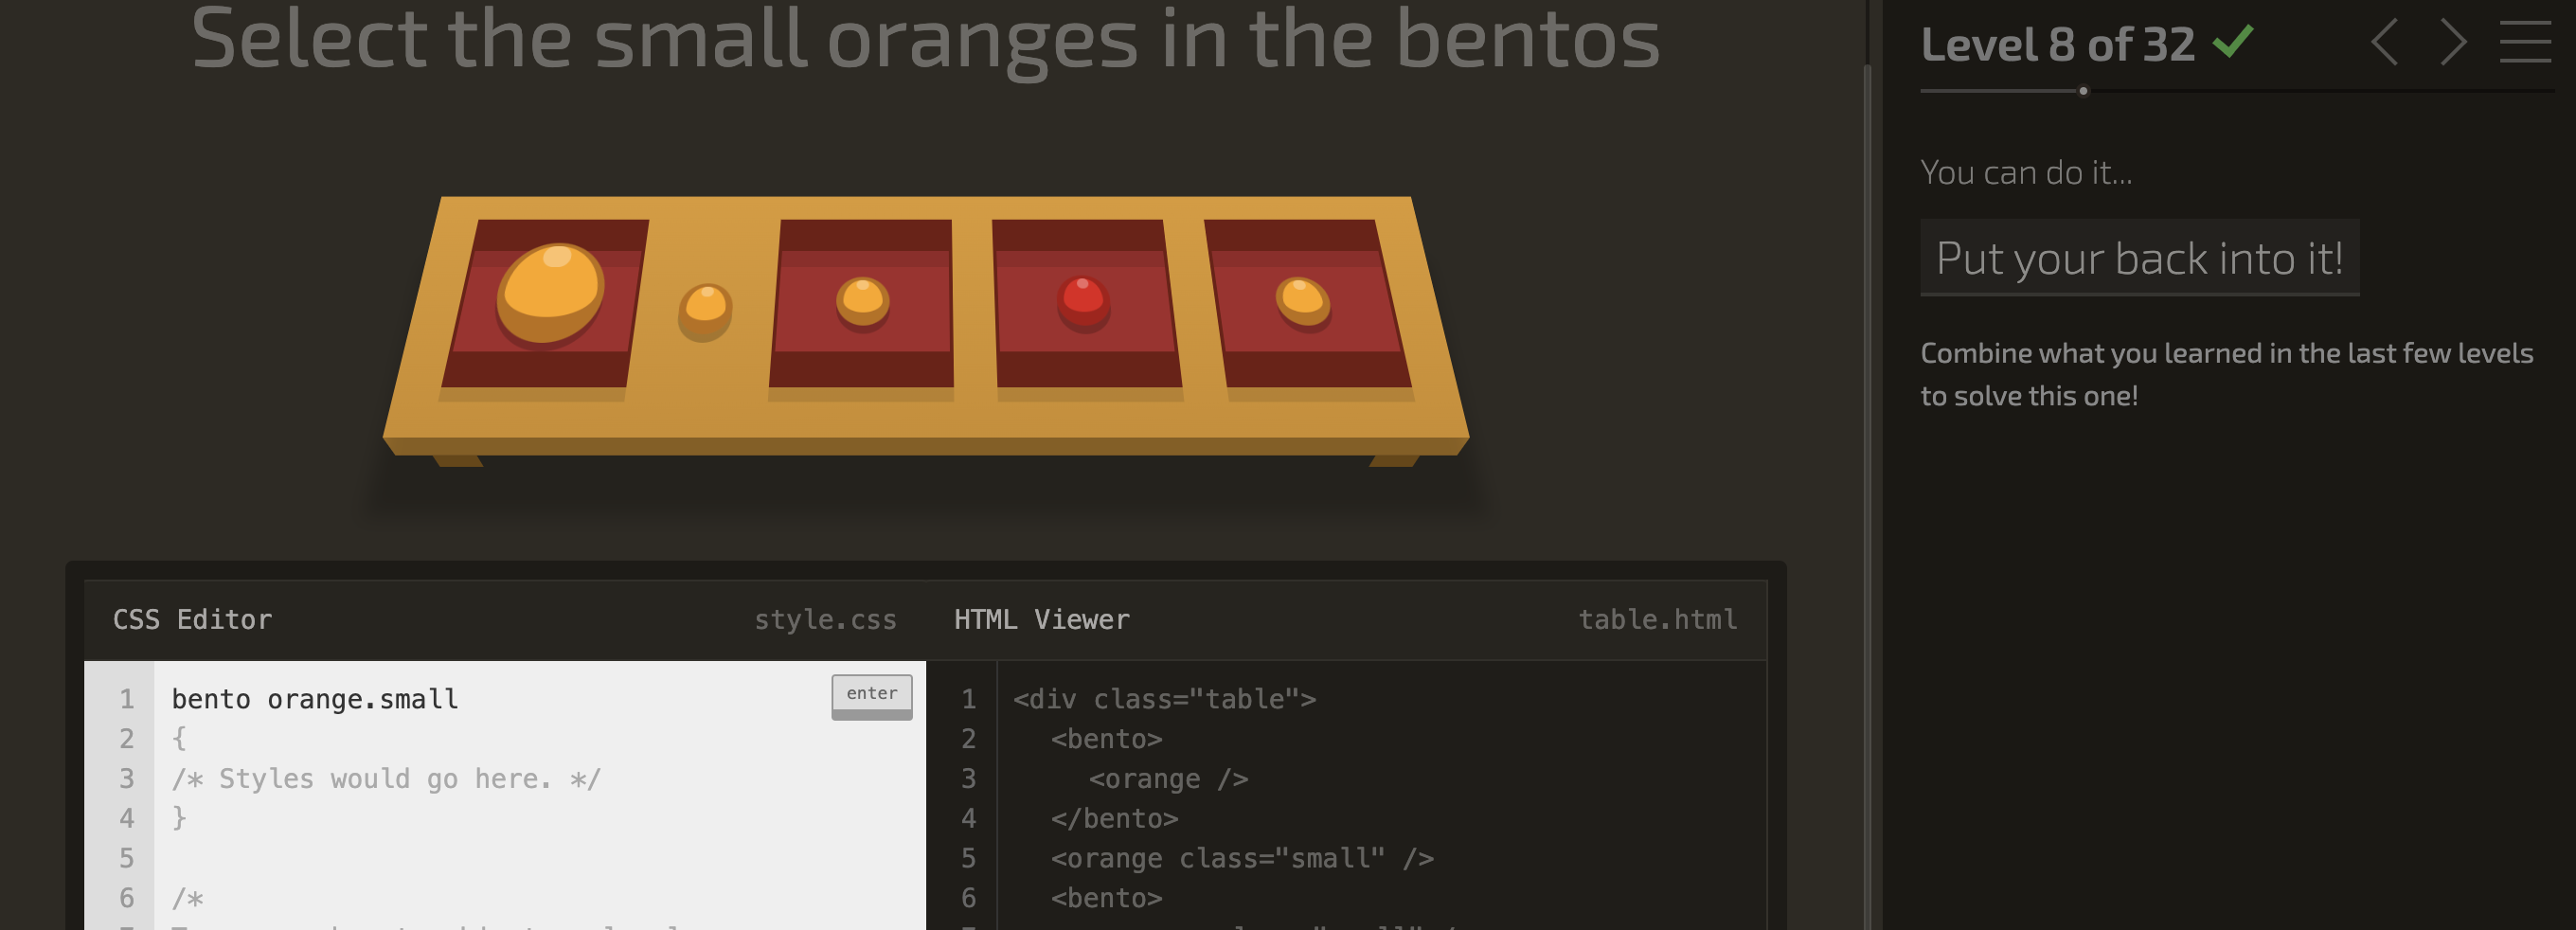 Select the small oranges in the bentos
Level 8 of 32
You can do it...
Put your back into it!
Combine what you learned in the last few levels
to solve this one!
CSS Editor style.css
1 bento orange.small
enter
2 {
3 /* Styles would go here. */
4 }
5
6 /*
HTML Viewer table.html
1 <div class="table">
2 <bento>
3 <orange />
4 </bento>
5 <orange class="small" />
6 <bento>